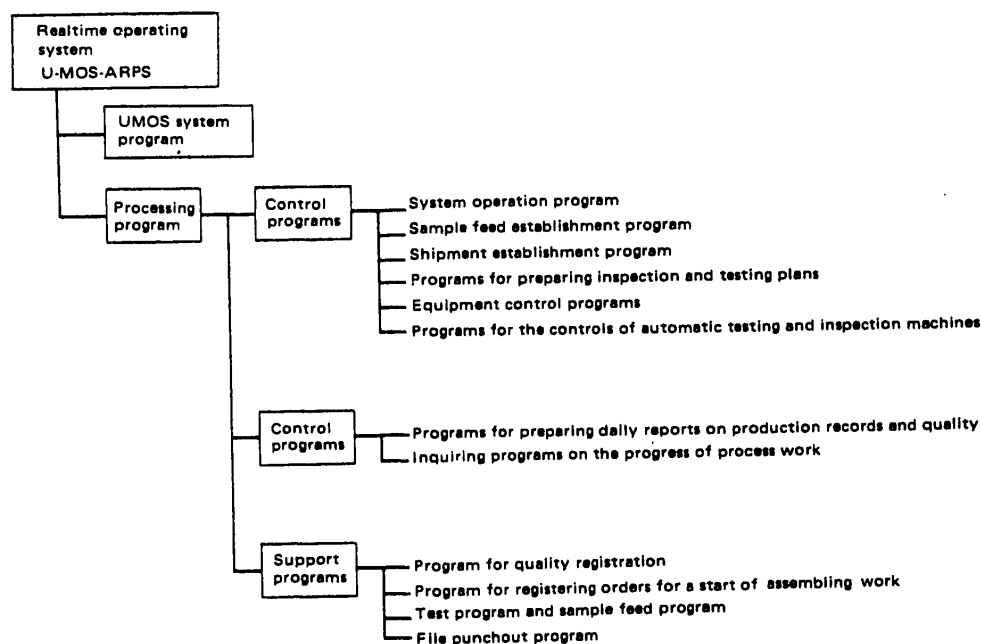 Realtime operating
system
U-MOS-ARPS
UMOS system
program
Processing
program
Control
programs
System operation program
Sample feed establishment program
Shipment establishment program
Programs for preparing inspection and testing plans
Equipment control programs
Programs for the controls of automatic testing and inspection machines
Control
programs
Programs for preparing daily reports on production records and quality
Inquiring programs on the progress of process work
Support
programs
Program for quality registration
Program for registering orders for a start of assembling work
Test program and sample feed program
File punchout program